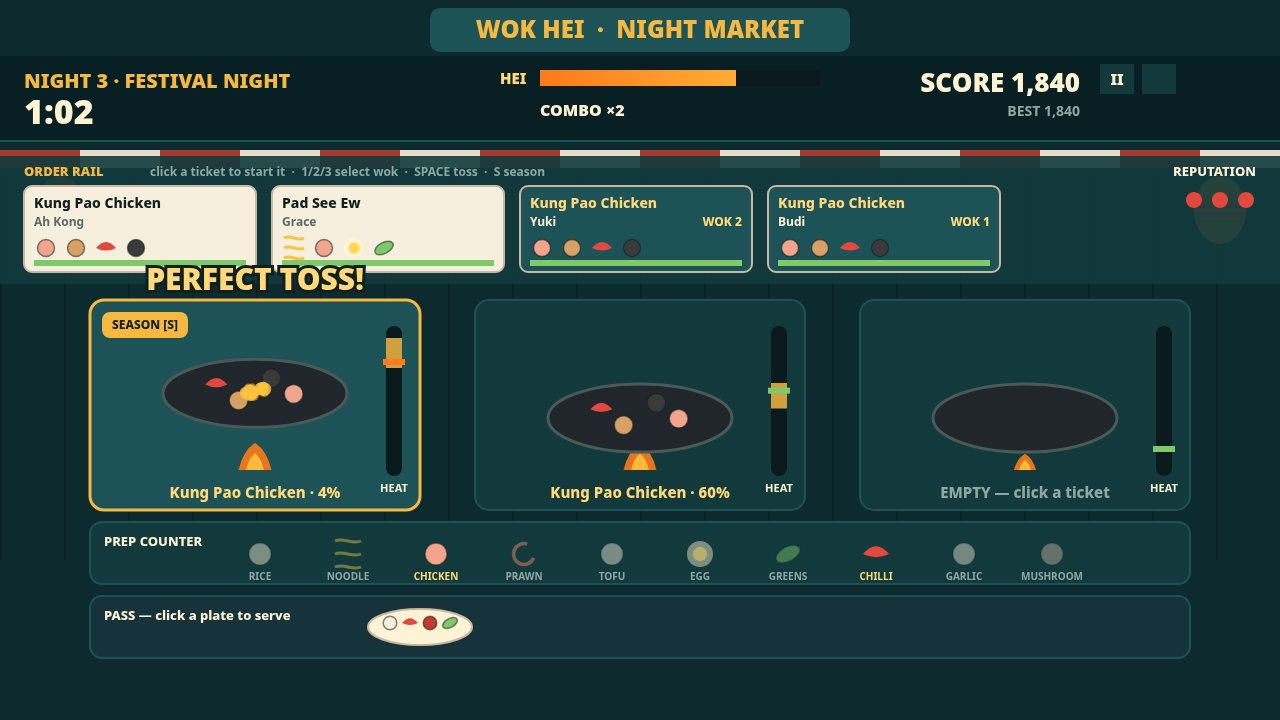 WOK HEI · NIGHT MARKET
NIGHT 3 · FESTIVAL NIGHT
1:02
HEI
COMBO ×2
SCORE 1,840
BEST 1,840
II
ORDER RAIL
click a ticket to start it · 1/2/3 select wok · SPACE toss · S season
REPUTATION
Kung Pao Chicken
Ah Kong
Pad See Ew
Grace
Kung Pao Chicken
Yuki
WOK 2
Kung Pao Chicken
Budi
WOK 1
PERFECT TOSS!
SEASON [S]
Kung Pao Chicken · 4%
HEAT
Kung Pao Chicken · 60%
HEAT
EMPTY — click a ticket
HEAT
PREP COUNTER
RICE
NOODLE
CHICKEN
PRAWN
TOFU
EGG
GREENS
CHILLI
GARLIC
MUSHROOM
PASS — click a plate to serve